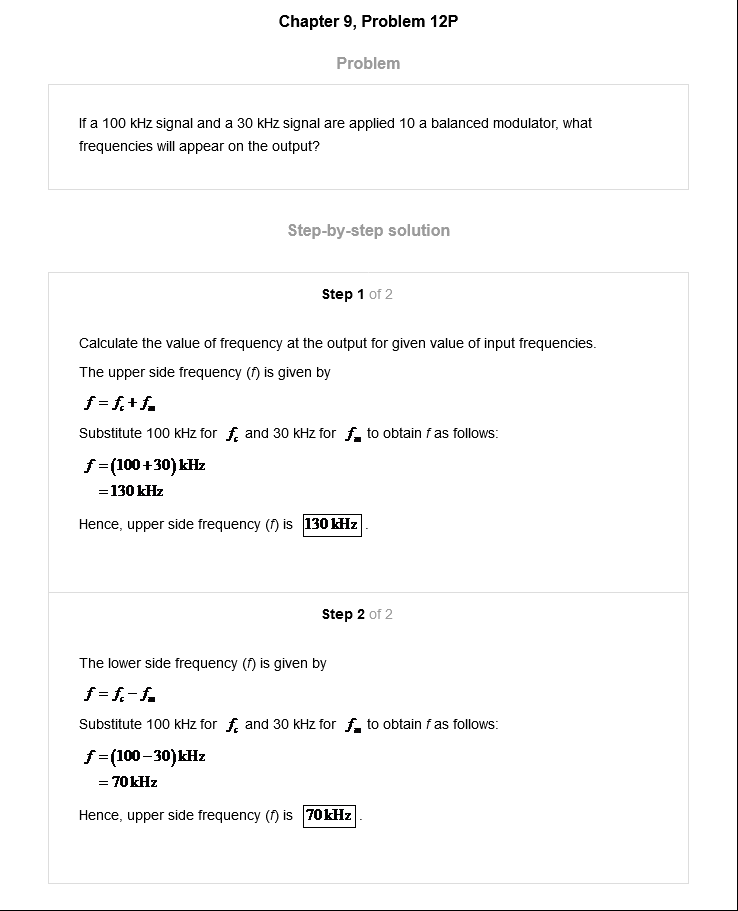 Chapter 9, Problem 12P
Problem
If a 100 kHz signal and a 30 kHz signal are applied 10 a balanced modulator, what
frequencies will appear on the output?
Step-by-step solution
Step 1 of 2
Calculate the value of frequency at the output for given value of input frequencies.
The upper side frequency (f) is given by
f = f_c + f_m
Substitute 100 kHz for f_c and 30 kHz for f_m to obtain f as follows:
f = (100 + 30) kHz
= 130 kHz
Hence, upper side frequency (f) is 130 kHz .
Step 2 of 2
The lower side frequency (f) is given by
f = f_c − f_m
Substitute 100 kHz for f_c and 30 kHz for f_m to obtain f as follows:
f = (100 − 30) kHz
= 70 kHz
Hence, upper side frequency (f) is 70 kHz .